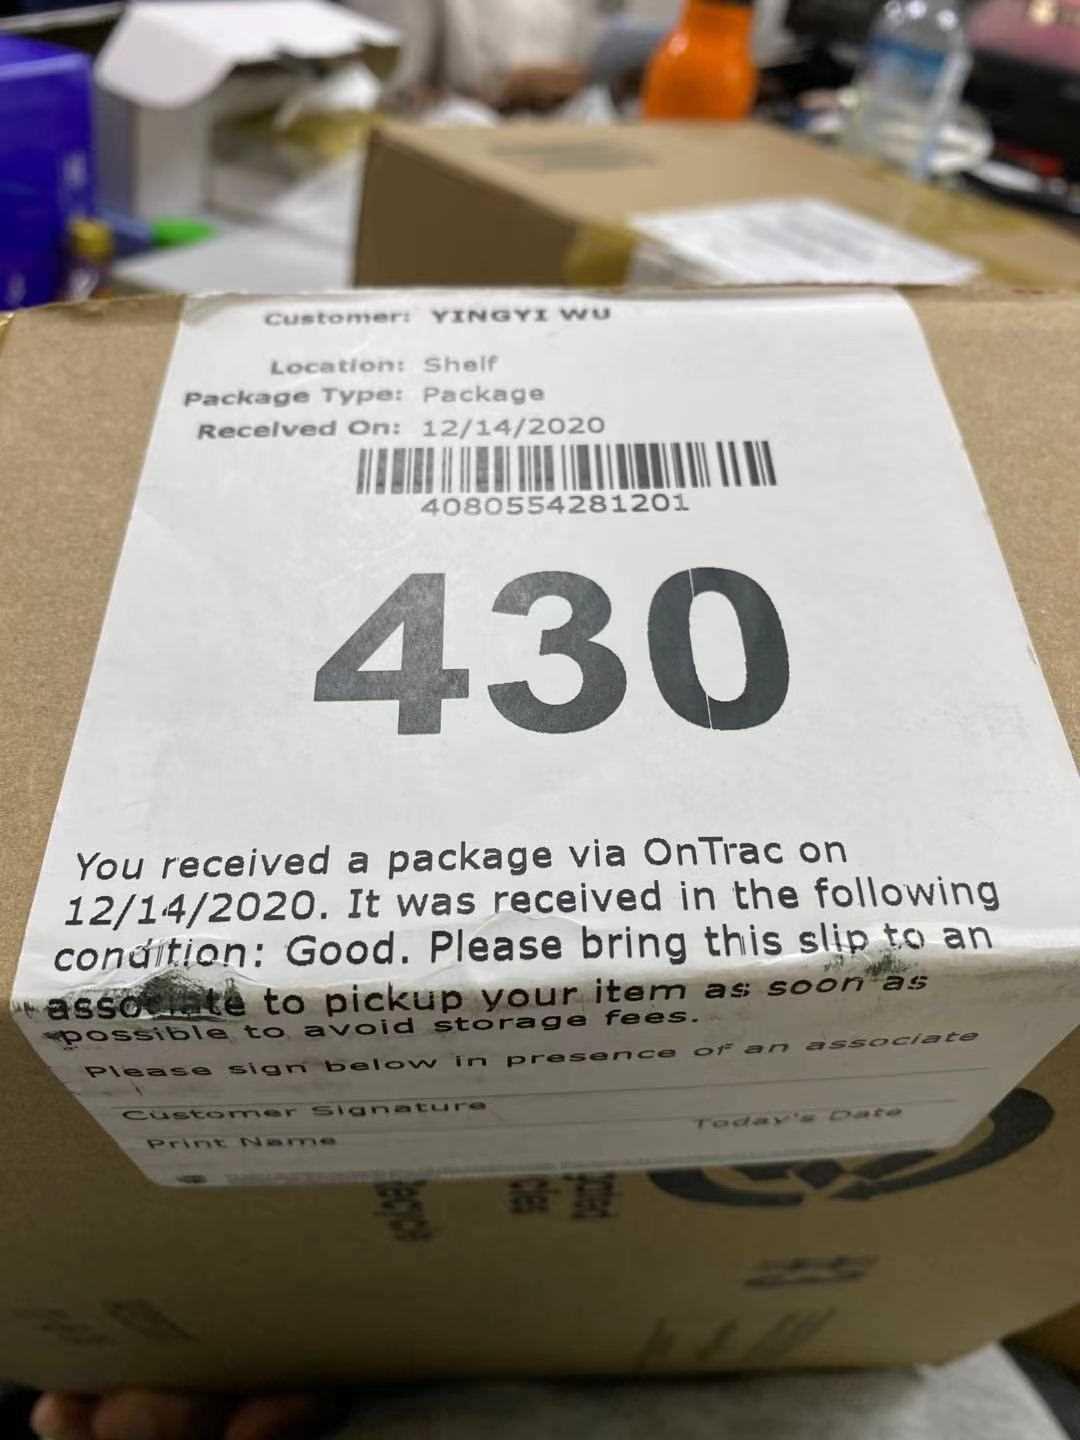 Customer: YINGYI WU
Location: Shelf
Package Type: Package
Received On: 12/14/2020
4080554281201
430
You received a package via OnTrac on
12/14/2020. It was received in the following
condition: Good. Please bring this slip to an
associate to pickup your item as soon as
possible to avoid storage fees.
Please sign below in presence of an associate
Customer Signature
Today's Date
Print Name